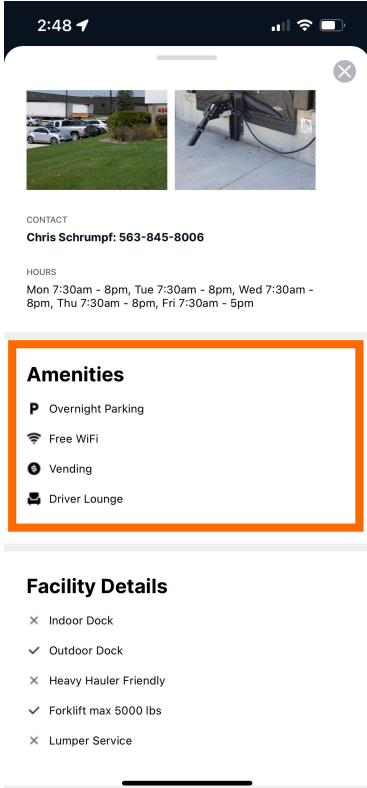 2:48
CONTACT
Chris Schrumpf: 563-845-8006
HOURS
Mon 7:30am - 8pm, Tue 7:30am - 8pm, Wed 7:30am -
8pm, Thu 7:30am - 8pm, Fri 7:30am - 5pm
Amenities
P Overnight Parking
Free WiFi
$ Vending
Driver Lounge
Facility Details
Indoor Dock
Outdoor Dock
Heavy Hauler Friendly
Forklift max 5000 lbs
Lumper Service